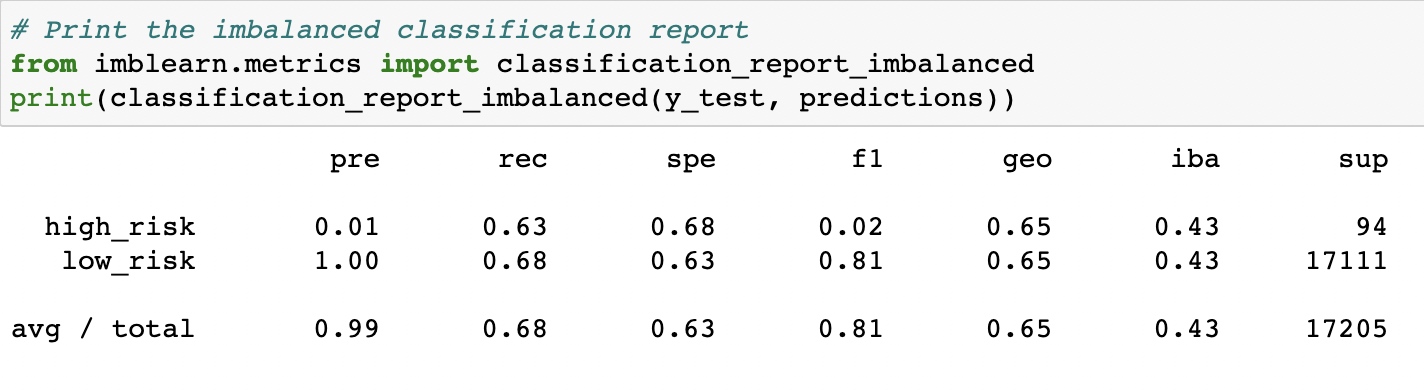 # Print the imbalanced classification report
from imblearn.metrics import classification_report_imbalanced
print(classification_report_imbalanced(y_test, predictions))
pre rec spe f1 geo iba sup
high_risk 0.01 0.63 0.68 0.02 0.65 0.43 94
low_risk 1.00 0.68 0.63 0.81 0.65 0.43 17111
avg / total 0.99 0.68 0.63 0.81 0.65 0.43 17205